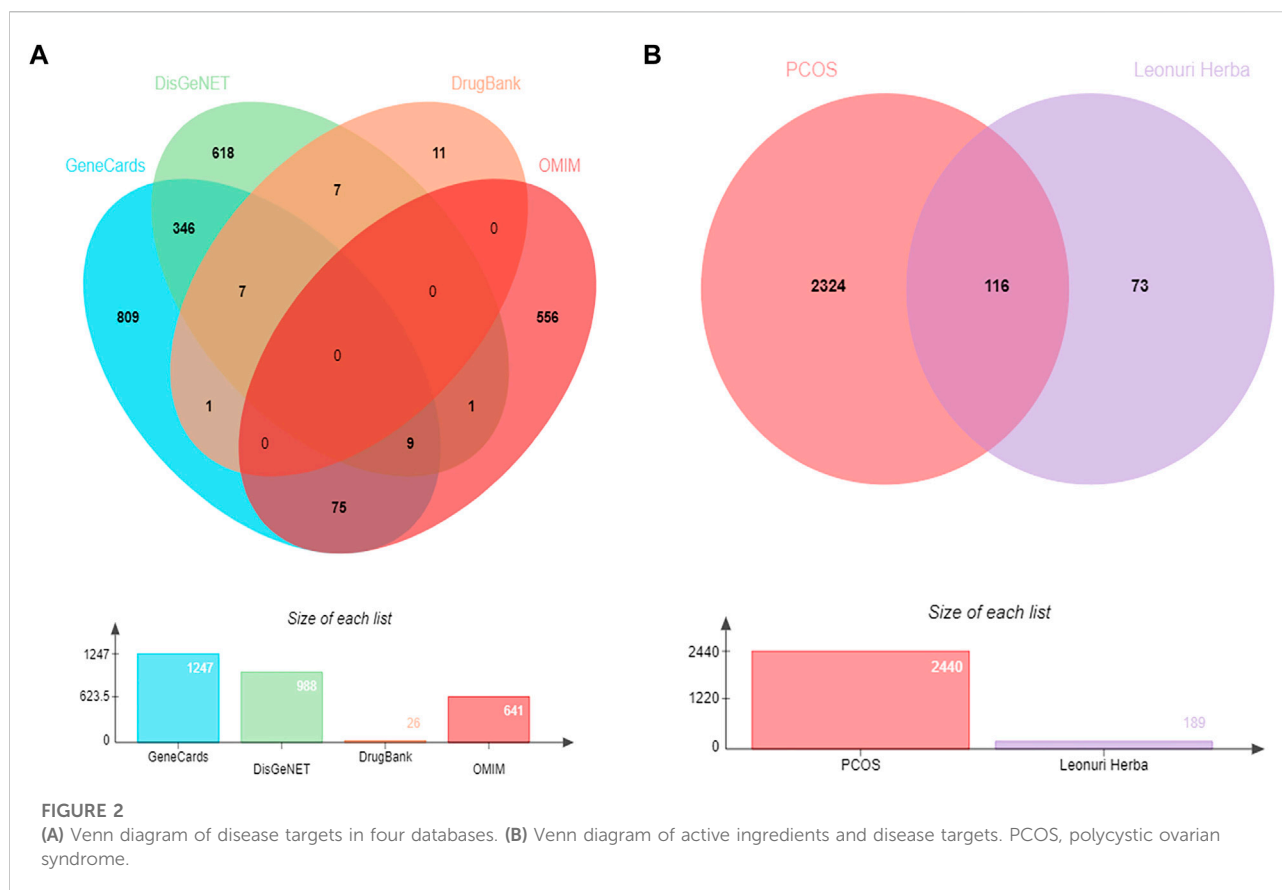 A
DisGeNET
DrugBank
GeneCards
OMIM
618
11
7
0
346
7
0
809
556
0
1
1
0
9
75
Size of each list
1247
623.5
0
1247
988
26
641
GeneCards
DisGeNET
DrugBank
OMIM
B
PCOS
Leonuri Herba
2324
116
73
Size of each list
2440
1220
0
2440
189
PCOS
Leonuri Herba
FIGURE 2
(A) Venn diagram of disease targets in four databases. (B) Venn diagram of active ingredients and disease targets. PCOS, polycystic ovarian
syndrome.